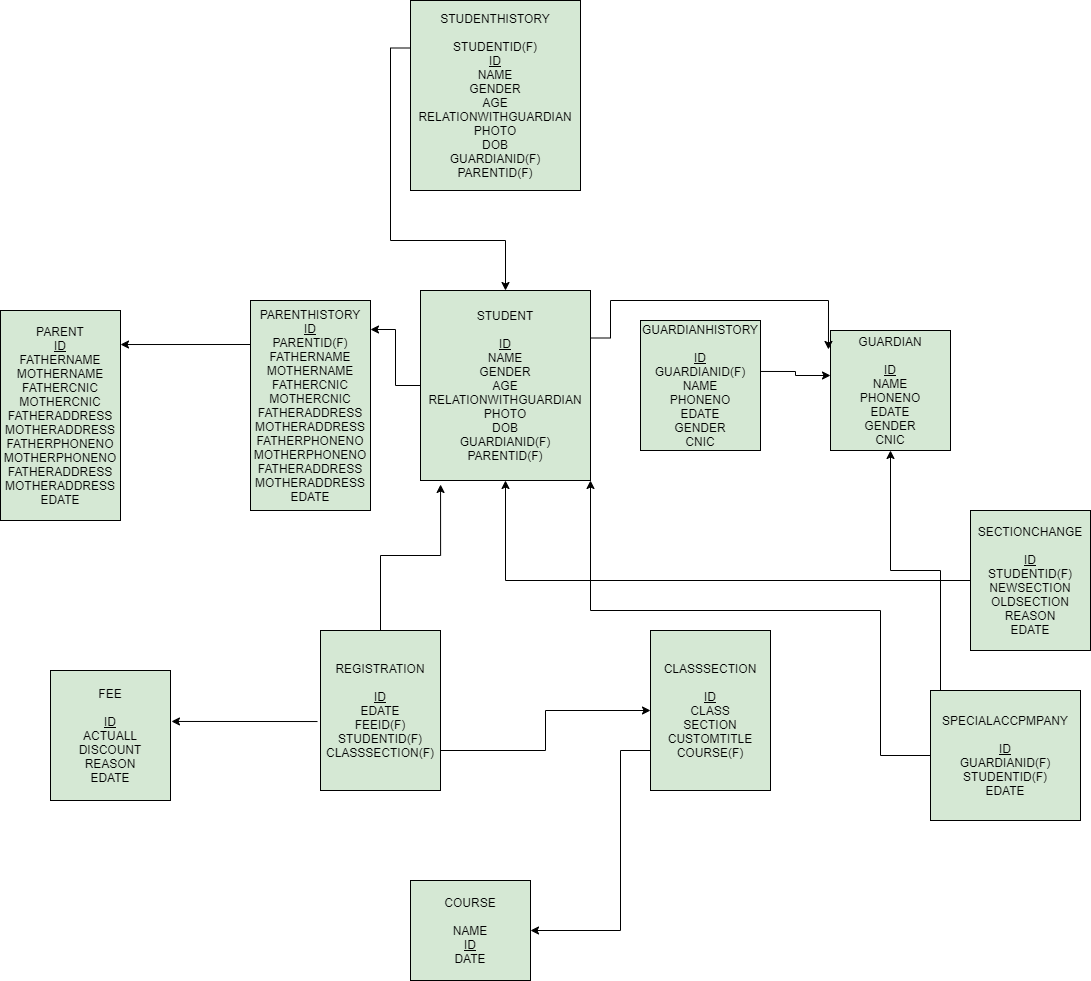 STUDENTHISTORY
STUDENTID(F)
ID
NAME
GENDER
AGE
RELATIONWITHGUARDIAN
PHOTO
DOB
GUARDIANID(F)
PARENTID(F)
PARENT
ID
FATHERNAME
MOTHERNAME
FATHERCNIC
MOTHERCNIC
FATHERADDRESS
MOTHERADDRESS
FATHERPHONENO
MOTHERPHONENO
FATHERADDRESS
MOTHERADDRESS
EDATE
PARENTHISTORY
ID
PARENTID(F)
FATHERNAME
MOTHERNAME
FATHERCNIC
MOTHERCNIC
FATHERADDRESS
MOTHERADDRESS
FATHERPHONENO
MOTHERPHONENO
FATHERADDRESS
MOTHERADDRESS
EDATE
STUDENT
ID
NAME
GENDER
AGE
RELATIONWITHGUARDIAN
PHOTO
DOB
GUARDIANID(F)
PARENTID(F)
GUARDIANHISTORY
ID
GUARDIANID(F)
NAME
PHONENO
EDATE
GENDER
CNIC
GUARDIAN
ID
NAME
PHONENO
EDATE
GENDER
CNIC
SECTIONCHANGE
ID
STUDENTID(F)
NEWSECTION
OLDSECTION
REASON
EDATE
FEE
ID
ACTUALL
DISCOUNT
REASON
EDATE
REGISTRATION
ID
EDATE
FEEID(F)
STUDENTID(F)
CLASSSECTION(F)
CLASSSECTION
ID
CLASS
SECTION
CUSTOMTITLE
COURSE(F)
SPECIALACCPMPANY
ID
GUARDIANID(F)
STUDENTID(F)
EDATE
COURSE
NAME
ID
DATE